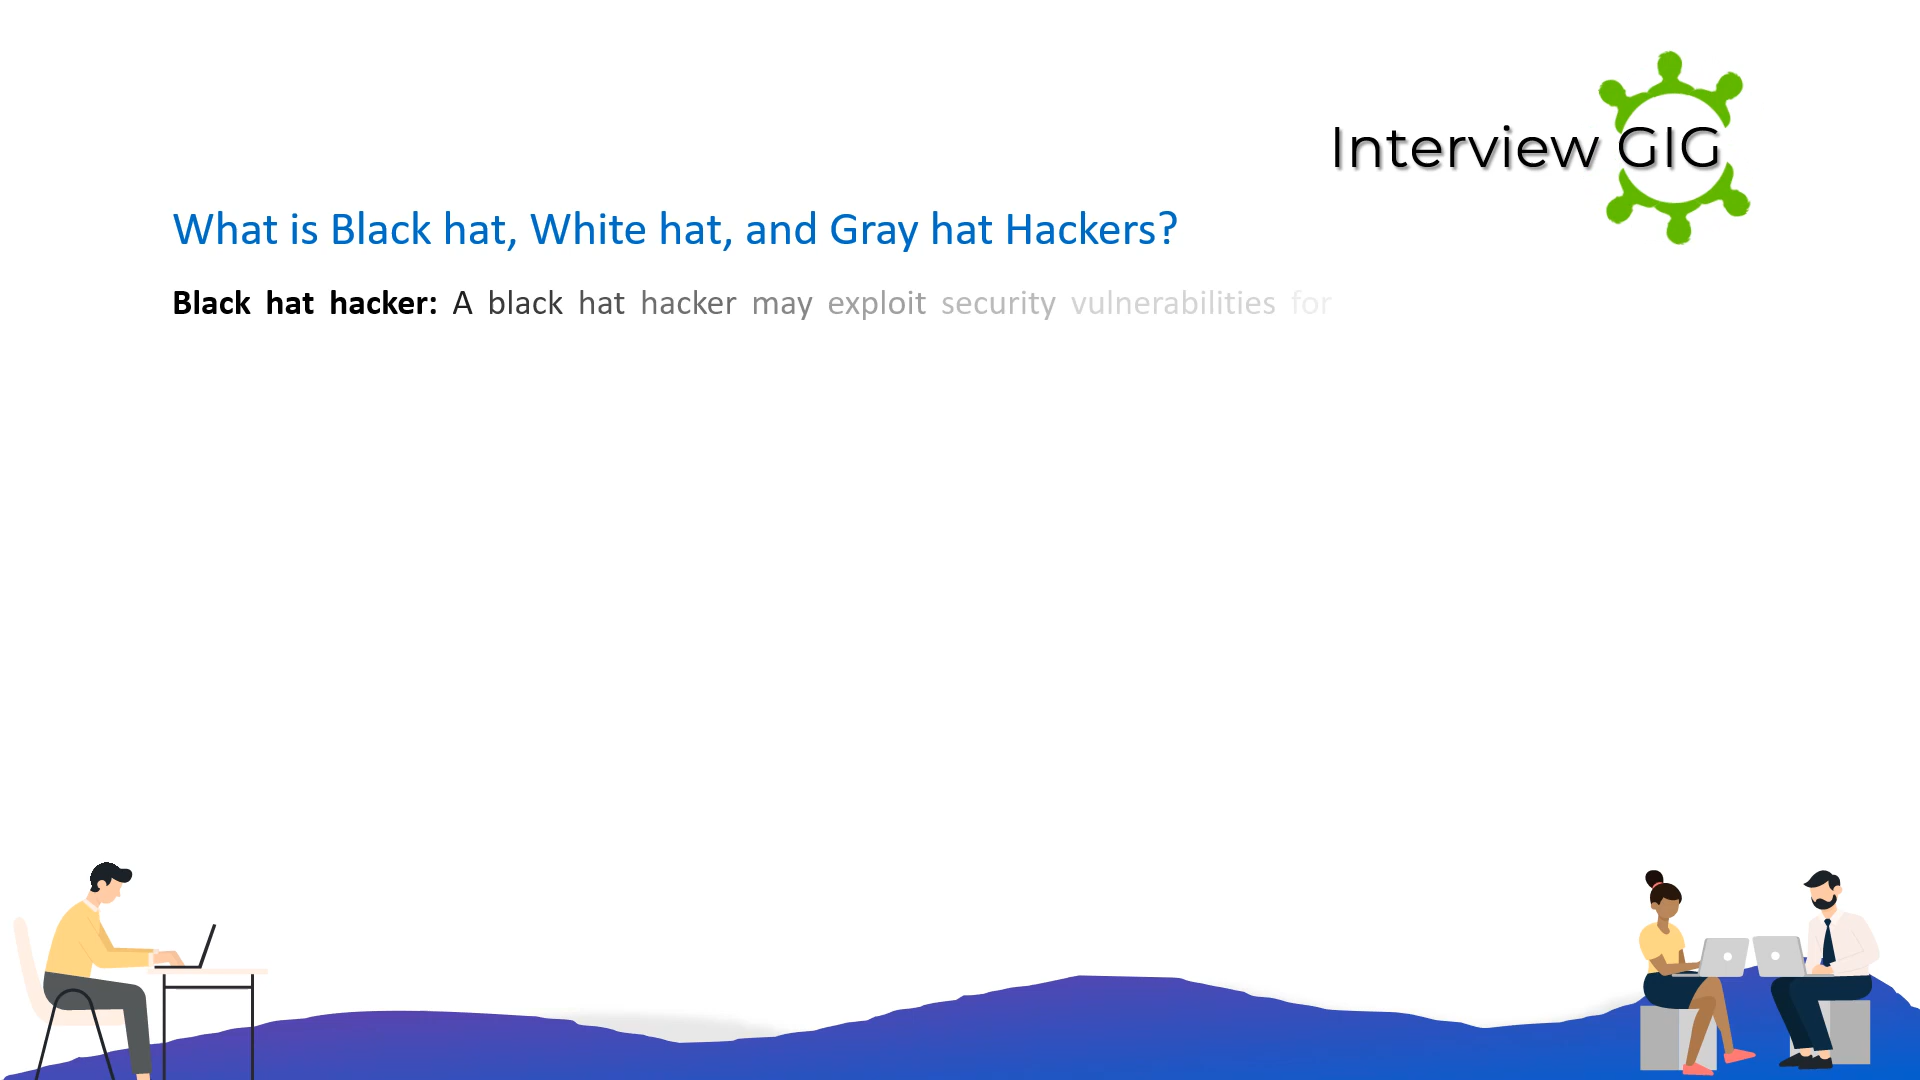 Interview GIG
What is Black hat, White hat, and Gray hat Hackers?
Black hat hacker: A black hat hacker may exploit security vulnerabilities for